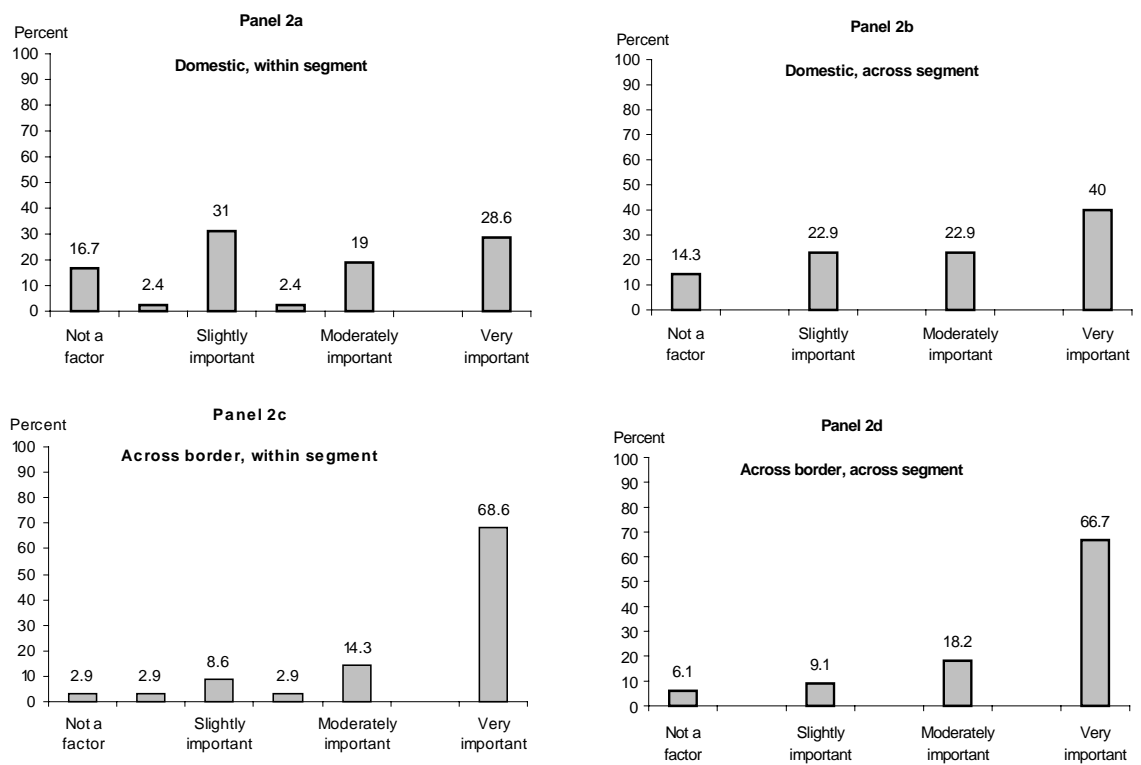 Panel 2a
Percent
Domestic, within segment
100
90
80
70
60
50
40
30
20
10
0
16.7
2.4
31
2.4
19
28.6
Not a factor
Slightly important
Moderately important
Very important
Panel 2b
Percent
Domestic, across segment
100
90
80
70
60
50
40
30
20
10
0
14.3
22.9
22.9
40
Not a factor
Slightly important
Moderately important
Very important
Panel 2c
Percent
Across border, within segment
100
90
80
70
60
50
40
30
20
10
0
2.9
2.9
8.6
2.9
14.3
68.6
Not a factor
Slightly important
Moderately important
Very important
Panel 2d
Percent
Across border, across segment
100
90
80
70
60
50
40
30
20
10
0
6.1
9.1
18.2
66.7
Not a factor
Slightly important
Moderately important
Very important